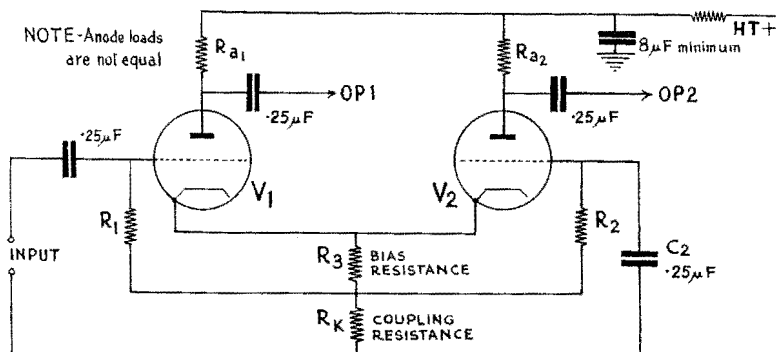 NOTE-Anode loads
are not equal
Ra1
Ra2
HT+
8µF minimum
OP1
OP2
·25µF
·25µF
·25µF
V1
V2
R1
R2
INPUT
R3
BIAS
RESISTANCE
C2
·25µF
RK
COUPLING
RESISTANCE